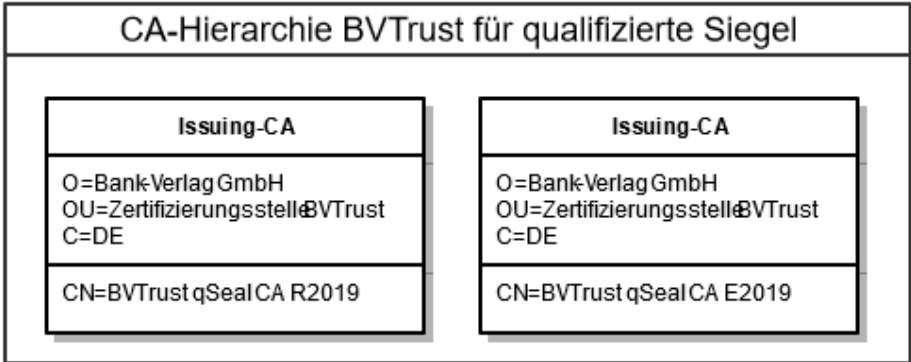 CA-Hierarchie BVTrust für qualifizierte Siegel
Issuing-CA
O=Bank-Verlag GmbH
OU=Zertifizierungsstelle BVTrust
C=DE
CN=BVTrust qSeal CA R2019
Issuing-CA
O=Bank-Verlag GmbH
OU=Zertifizierungsstelle BVTrust
C=DE
CN=BVTrust qSeal CA E2019